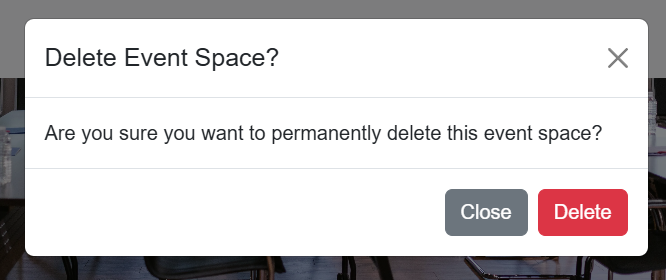 Delete Event Space?
Are you sure you want to permanently delete this event space?
Close
Delete